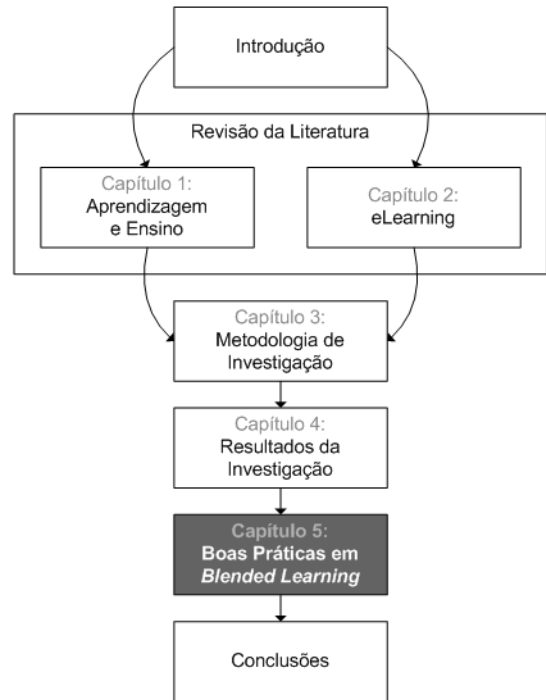 Introdução
Revisão da Literatura
Capítulo 1:
Aprendizagem
e Ensino
Capítulo 2:
eLearning
Capítulo 3:
Metodologia de
Investigação
Capítulo 4:
Resultados da
Investigação
Capítulo 5:
Boas Práticas em
Blended Learning
Conclusões